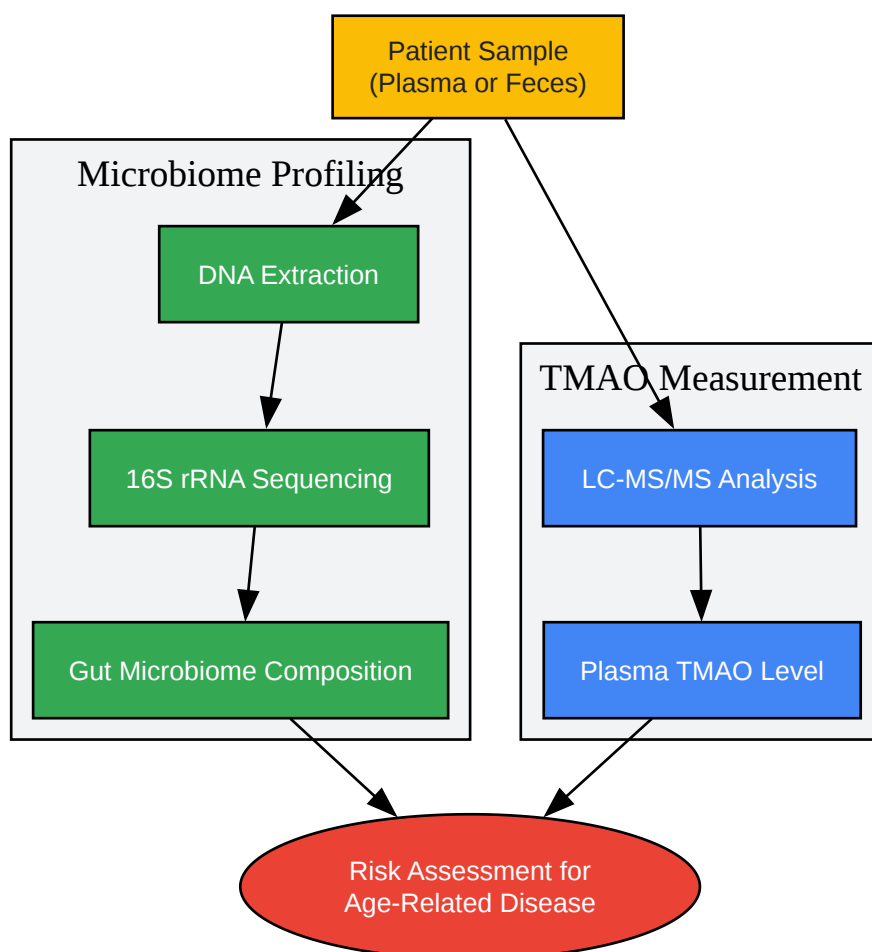 Patient Sample
(Plasma or Feces)
Microbiome Profiling
DNA Extraction
16S rRNA Sequencing
Gut Microbiome Composition
TMAO Measurement
LC-MS/MS Analysis
Plasma TMAO Level
Risk Assessment for
Age-Related Disease